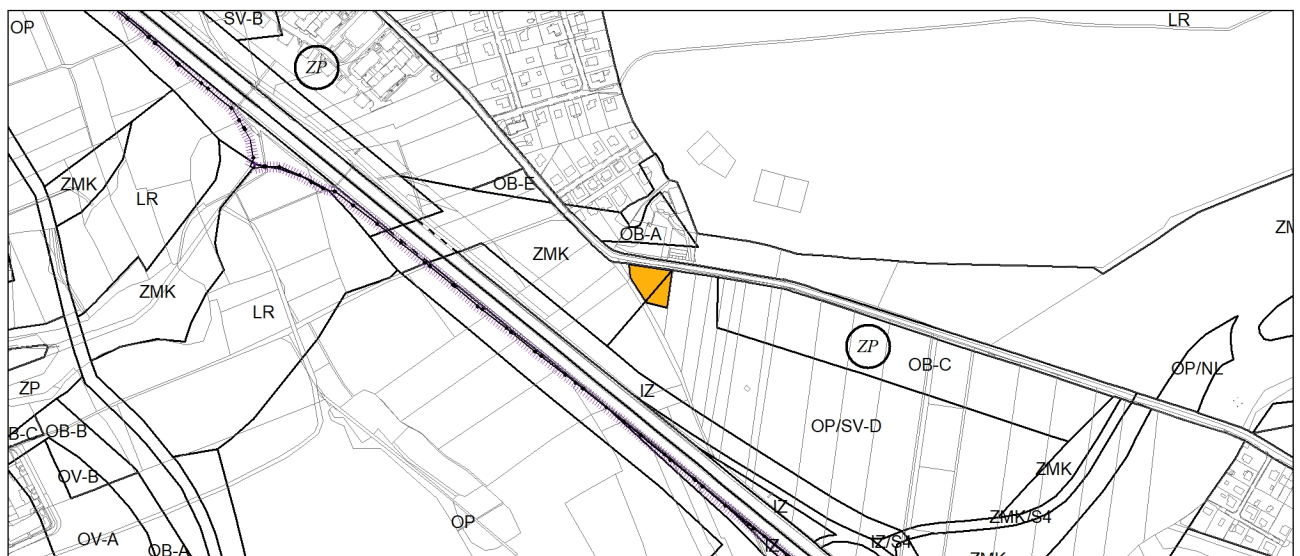 OP
SV-B
LR
ZP
ZMK
OB-E
LR
OB-A
ZMK
ZMK
LR
ZP
OP/NL
OB-C
ZP
IZ
OP/SV-D
B-C
OB-B
ZMK
OV-B
IZ
OP
ZMK/S4
OV-A
OB-A
IZ
IZ/S4
ZMK